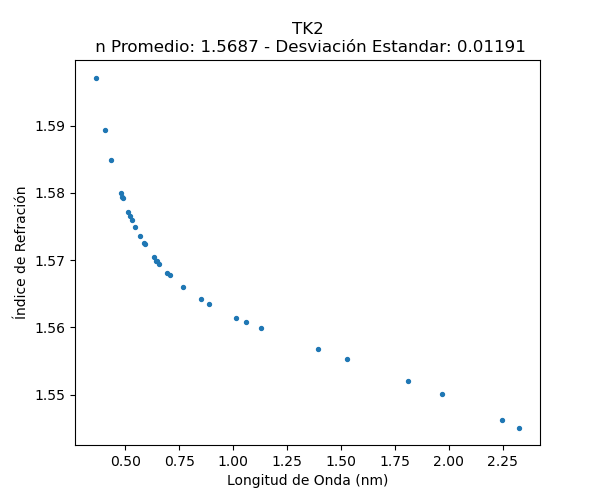 TK2
n Promedio: 1.5687 - Desviación Estandar: 0.01191
Índice de Refración
1.59
1.58
1.57
1.56
1.55
0.50 0.75 1.00 1.25 1.50 1.75 2.00 2.25
Longitud de Onda (nm)